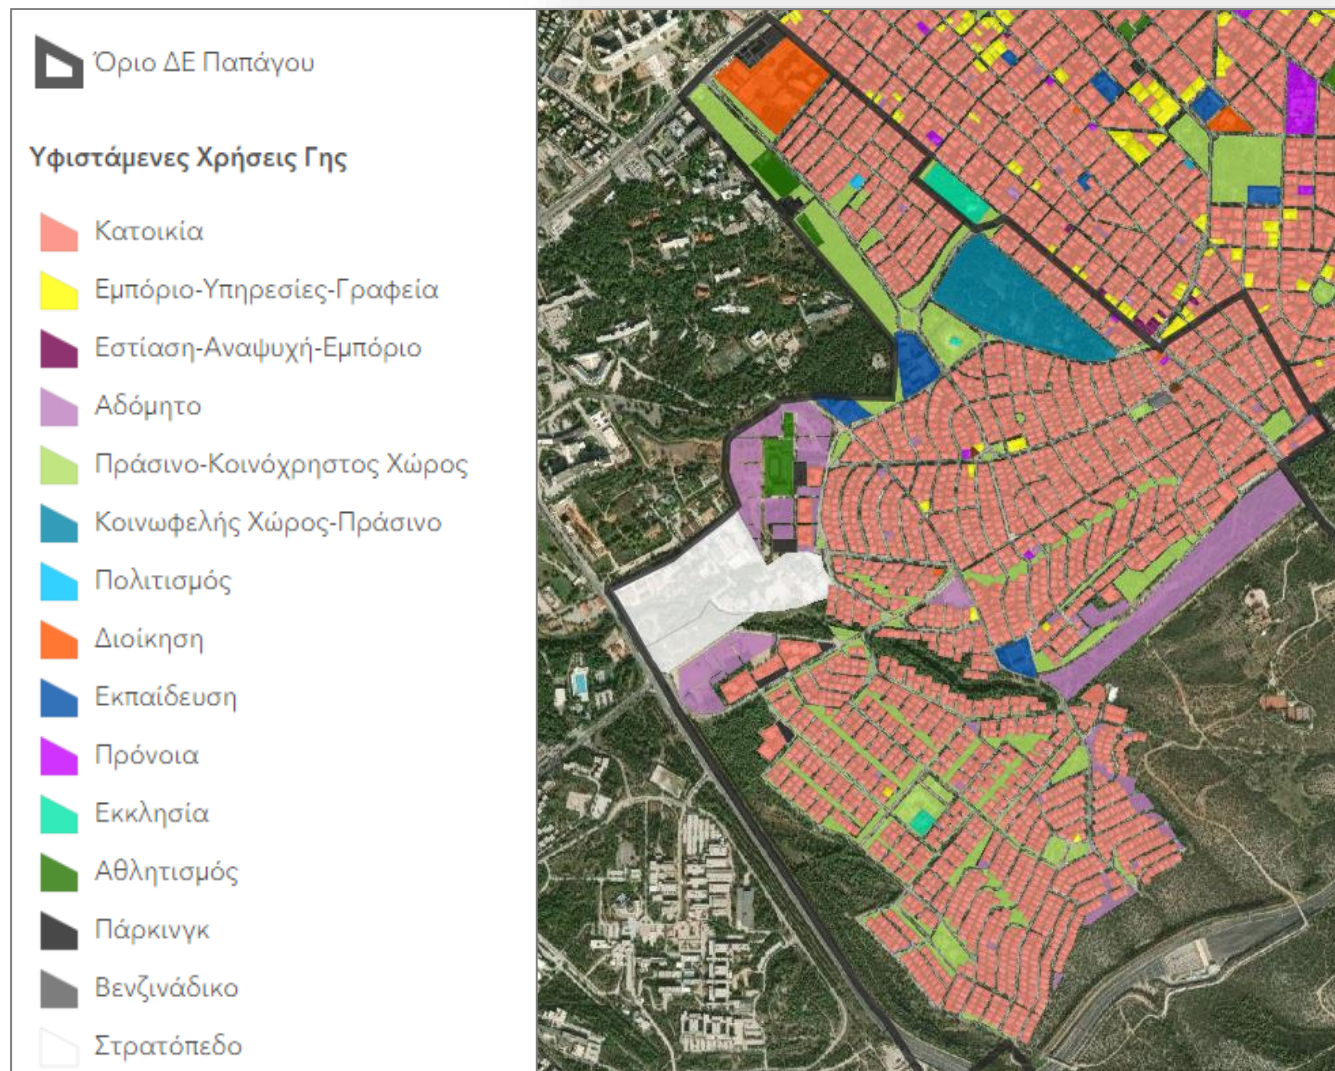 Όριο ΔΕ Παπάγου
Υφιστάμενες Χρήσεις Γης
Κατοικία
Εμπόριο-Υπηρεσίες-Γραφεία
Εστίαση-Αναψυχή-Εμπόριο
Αδόμητο
Πράσινο-Κοινόχρηστος Χώρος
Κοινωφελής Χώρος-Πράσινο
Πολιτισμός
Διοίκηση
Εκπαίδευση
Πρόνοια
Εκκλησία
Αθλητισμός
Πάρκινγκ
Βενζινάδικο
Στρατόπεδο